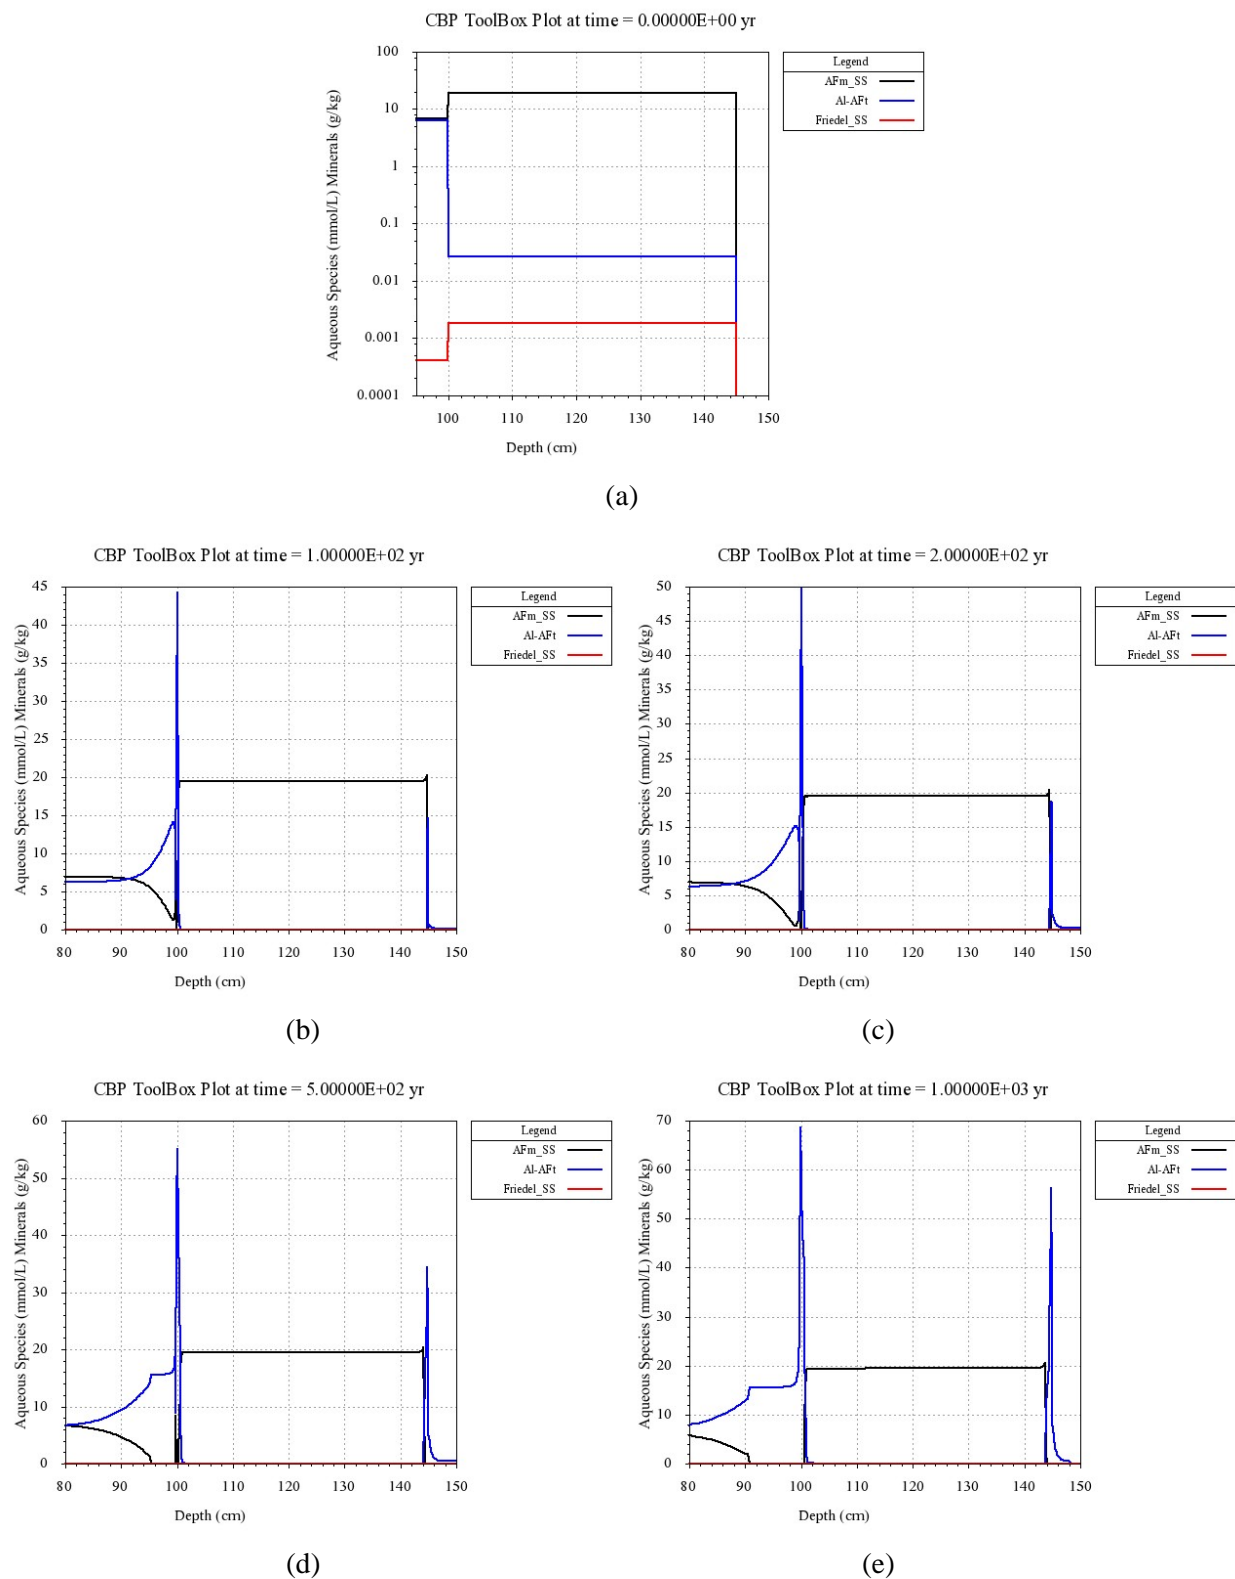 CBP ToolBox Plot at time = 0.00000E+00 yr
Aqueous Species (mmol/L) Minerals (g/kg)
100
10
1
0.1
0.01
0.001
0.0001
100 110 120 130 140 150
Depth (cm)
Legend
AFm_SS
Al-AFt
Friedel_SS
(a)
CBP ToolBox Plot at time = 1.00000E+02 yr
Aqueous Species (mmol/L) Minerals (g/kg)
45
40
35
30
25
20
15
10
5
0
80 90 100 110 120 130 140 150
Depth (cm)
Legend
AFm_SS
Al-AFt
Friedel_SS
(b)
CBP ToolBox Plot at time = 2.00000E+02 yr
Aqueous Species (mmol/L) Minerals (g/kg)
50
45
40
35
30
25
20
15
10
5
0
80 90 100 110 120 130 140 150
Depth (cm)
Legend
AFm_SS
Al-AFt
Friedel_SS
(c)
CBP ToolBox Plot at time = 5.00000E+02 yr
Aqueous Species (mmol/L) Minerals (g/kg)
60
50
40
30
20
10
0
80 90 100 110 120 130 140 150
Depth (cm)
Legend
AFm_SS
Al-AFt
Friedel_SS
(d)
CBP ToolBox Plot at time = 1.00000E+03 yr
Aqueous Species (mmol/L) Minerals (g/kg)
70
60
50
40
30
20
10
0
80 90 100 110 120 130 140 150
Depth (cm)
Legend
AFm_SS
Al-AFt
Friedel_SS
(e)